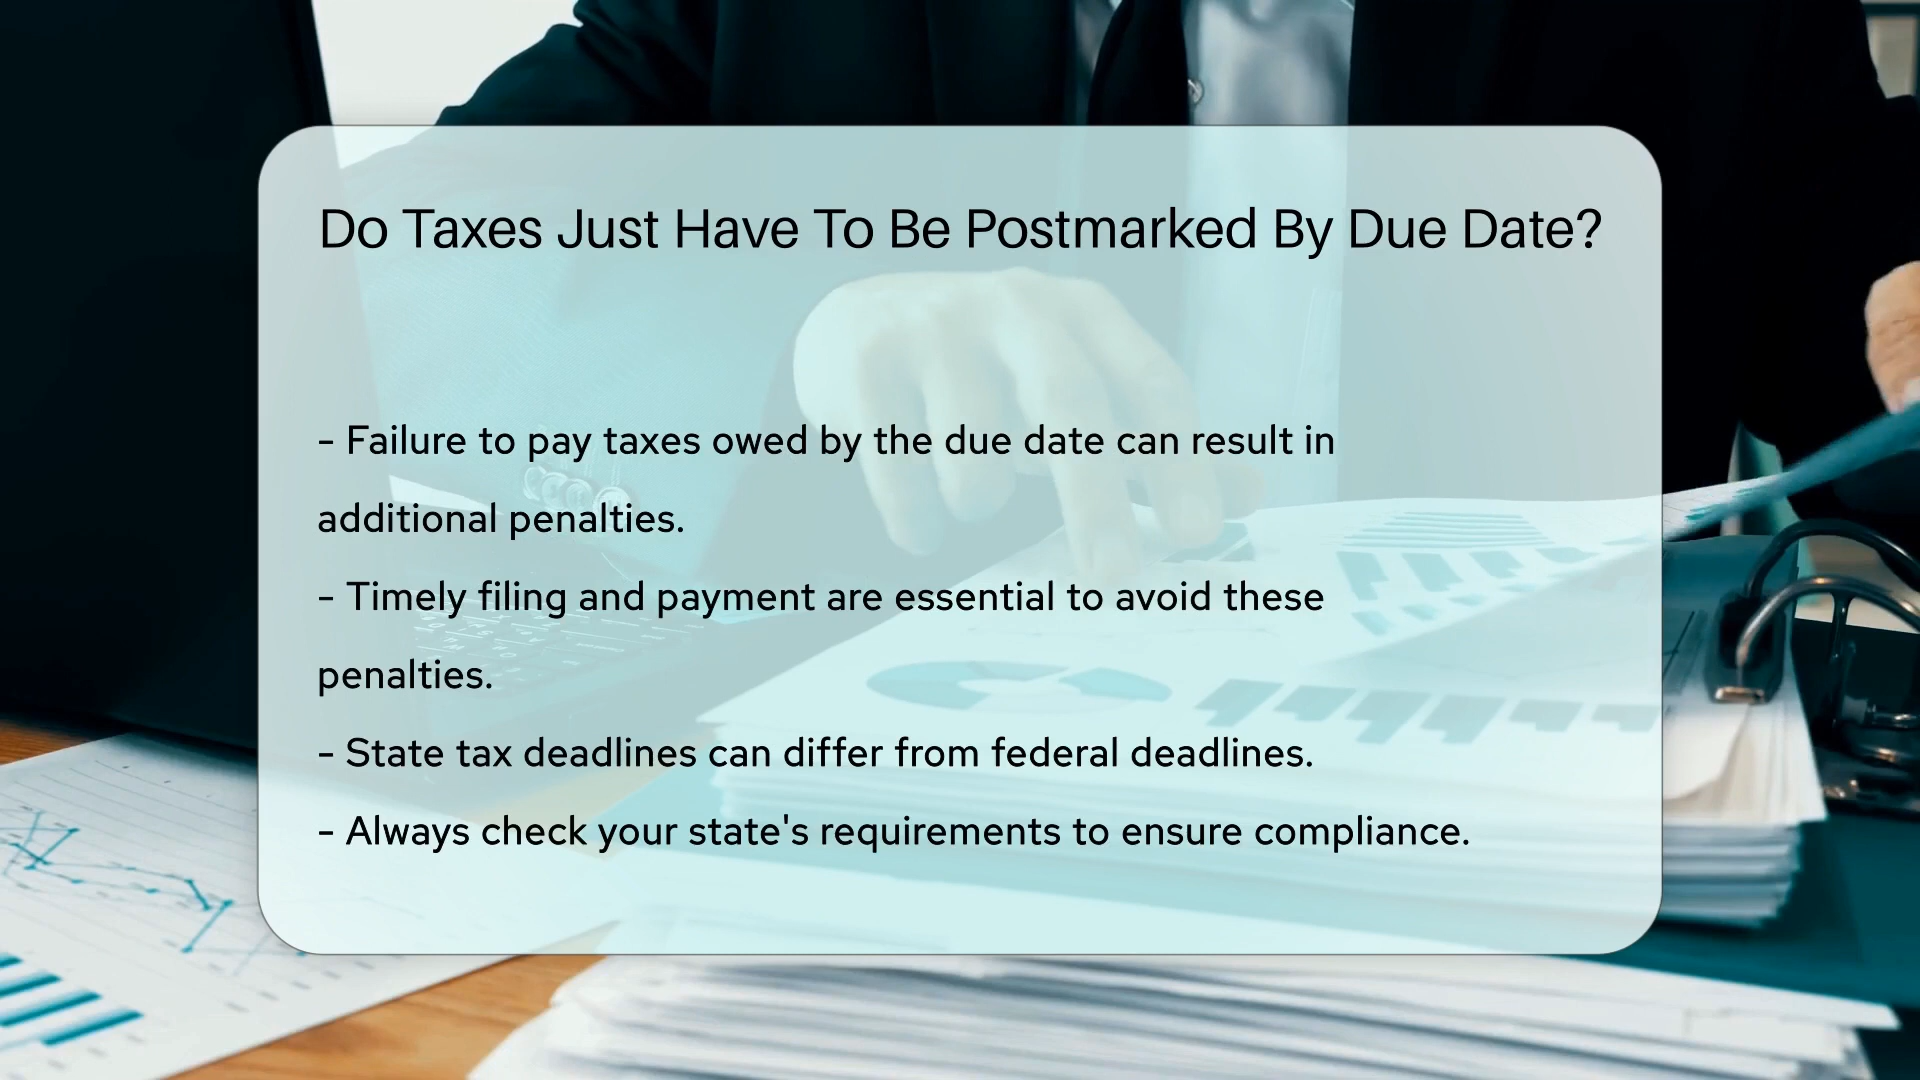 Do Taxes Just Have To Be Postmarked By Due Date?
- Failure to pay taxes owed by the due date can result in
additional penalties.
- Timely filing and payment are essential to avoid these
penalties.
- State tax deadlines can differ from federal deadlines.
- Always check your state's requirements to ensure compliance.